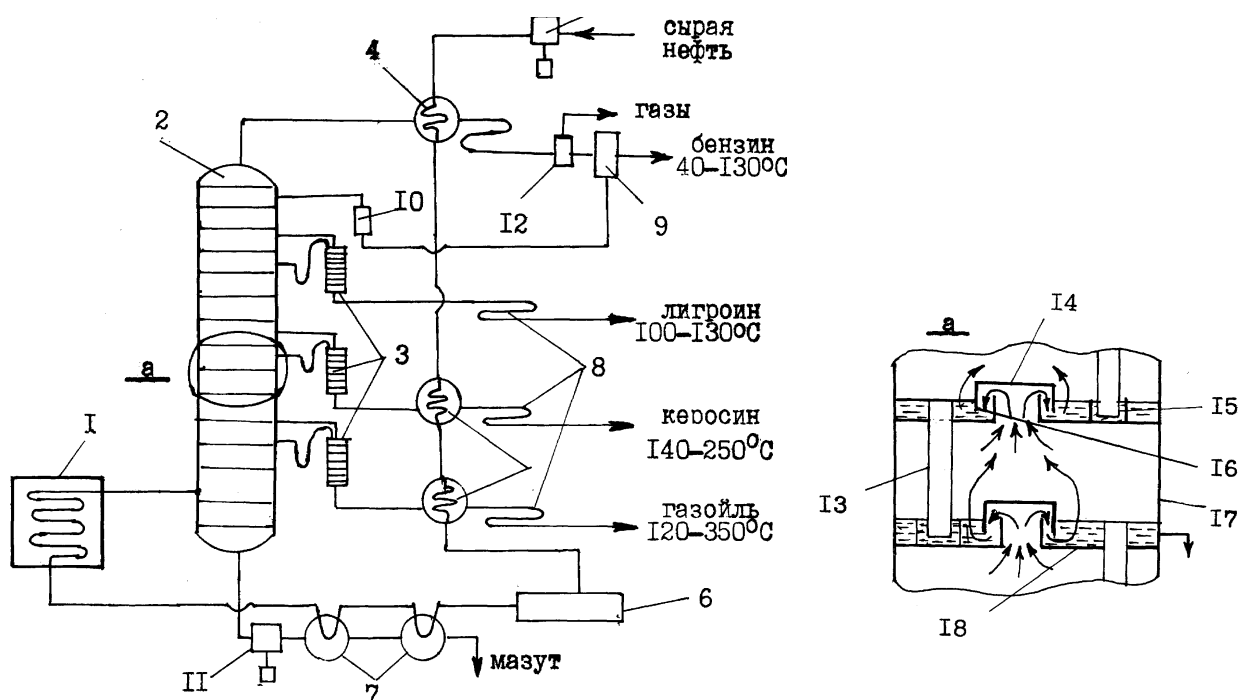 сырая
нефть
4
газы
2
бензин
40-130°C
10
12
9
лигроин
100-130°C
14
а
а
3
8
15
керосин
I
140-250°C
16
13
17
газойль
120-350°C
6
18
II
7
мазут